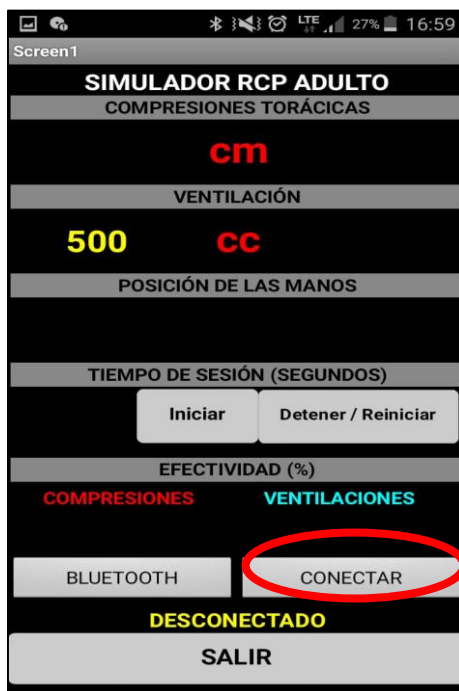 LTE 27% 16:59
Screen1
SIMULADOR RCP ADULTO
COMPRESIONES TORÁCICAS
cm
VENTILACIÓN
500 cc
POSICIÓN DE LAS MANOS
TIEMPO DE SESIÓN (SEGUNDOS)
Iniciar Detener / Reiniciar
EFECTIVIDAD (%)
COMPRESIONES VENTILACIONES
BLUETOOTH CONECTAR
DESCONECTADO
SALIR